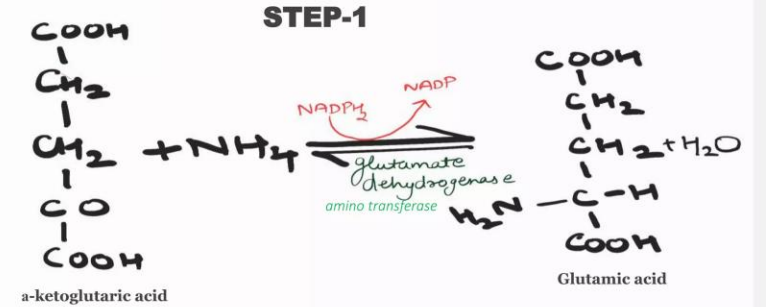 STEP-1
COOH
CH2
CH2
CO
COOH
a-ketoglutaric acid
+NH4
NADPH2
NADP
glutamate
dehydrogenase
amino transferase
COOH
CH2
CH2+H2O
H2N-C-H
COOH
Glutamic acid